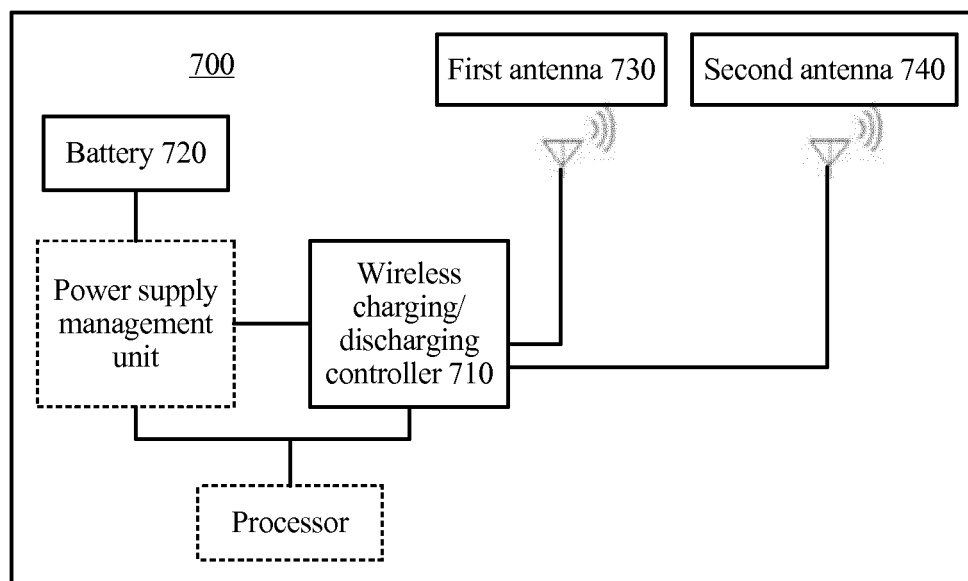 700
First antenna 730
Second antenna 740
Battery 720
Power supply
management
unit
Wireless
charging/
discharging
controller 710
Processor